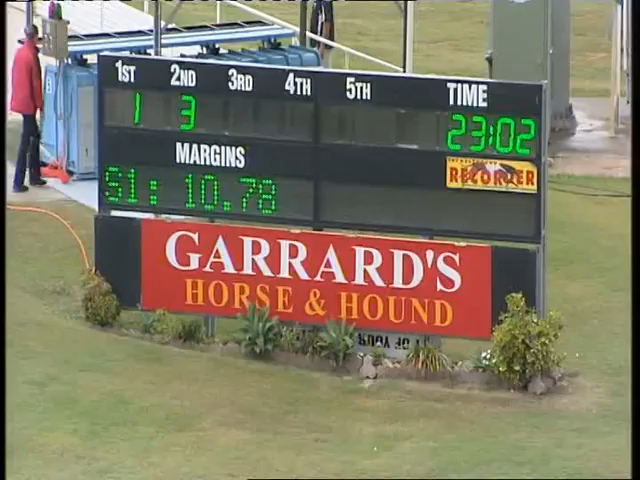 1ST 2ND 3RD 4TH 5TH TIME
1 3 23:02
MARGINS
S1: 10.78
RECORDER
GARRARD'S
HORSE & HOUND